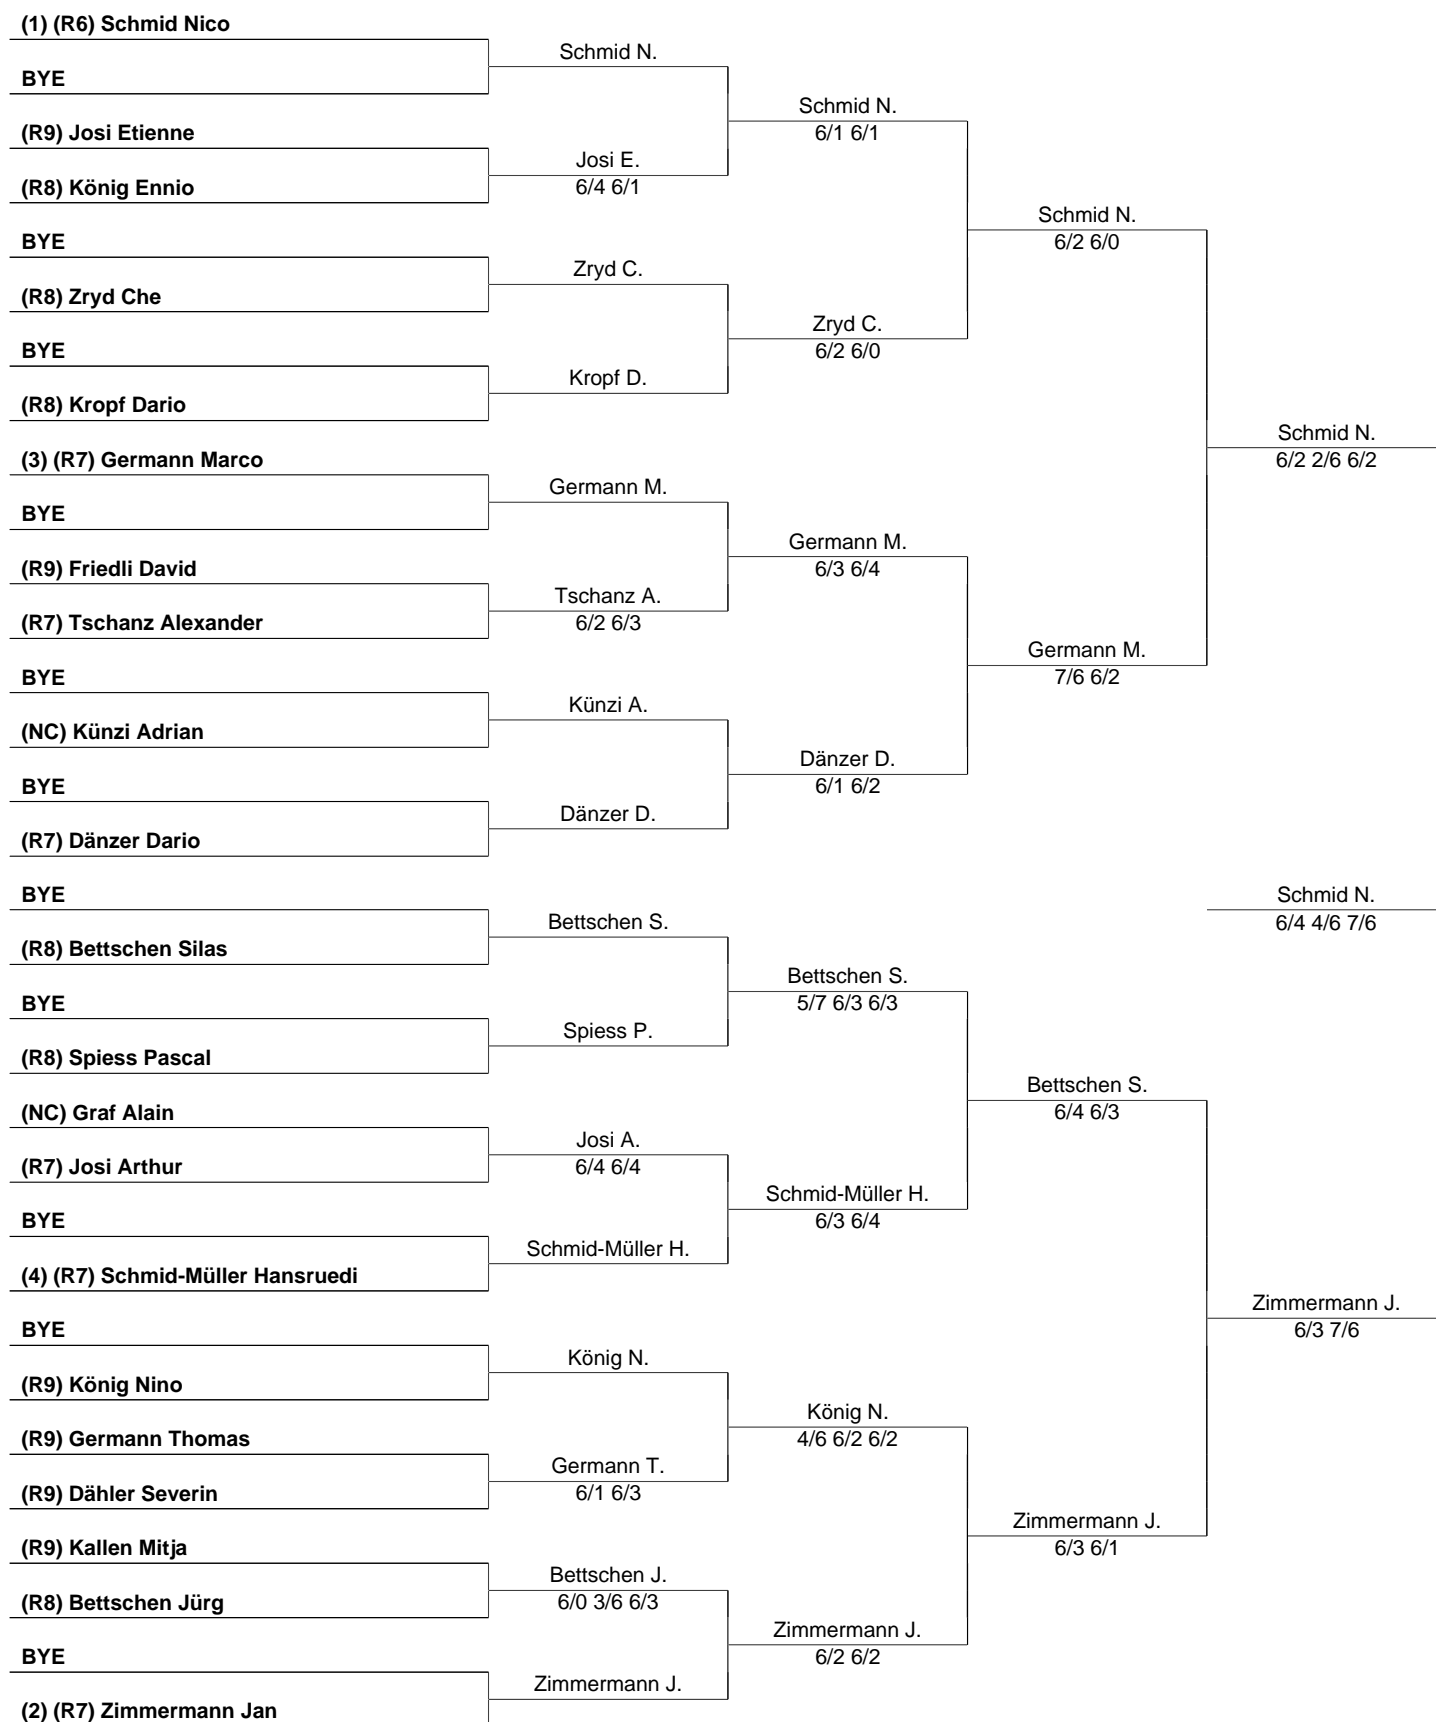 (1) (R6) Schmid Nico
BYE
(R9) Josi Etienne
(R8) König Ennio
BYE
(R8) Zryd Che
BYE
(R8) Kropf Dario
(3) (R7) Germann Marco
BYE
(R9) Friedli David
(R7) Tschanz Alexander
BYE
(NC) Künzi Adrian
BYE
(R7) Dänzer Dario
BYE
(R8) Bettschen Silas
BYE
(R8) Spiess Pascal
(NC) Graf Alain
(R7) Josi Arthur
BYE
(4) (R7) Schmid-Müller Hansruedi
BYE
(R9) König Nino
(R9) Germann Thomas
(R9) Dähler Severin
(R9) Kallen Mitja
(R8) Bettschen Jürg
BYE
(2) (R7) Zimmermann Jan
Schmid N.
Josi E.
6/4 6/1
Zryd C.
Kropf D.
Germann M.
Tschanz A.
6/2 6/3
Künzi A.
Dänzer D.
Bettschen S.
Spiess P.
Josi A.
6/4 6/4
Schmid-Müller H.
König N.
Germann T.
6/1 6/3
Bettschen J.
6/0 3/6 6/3
Zimmermann J.
Schmid N.
6/1 6/1
Zryd C.
6/2 6/0
Germann M.
6/3 6/4
Dänzer D.
6/1 6/2
Bettschen S.
5/7 6/3 6/3
Schmid-Müller H.
6/3 6/4
König N.
4/6 6/2 6/2
Zimmermann J.
6/2 6/2
Schmid N.
6/2 6/0
Germann M.
7/6 6/2
Bettschen S.
6/4 6/3
Zimmermann J.
6/3 6/1
Schmid N.
6/2 2/6 6/2
Schmid N.
6/4 4/6 7/6
Zimmermann J.
6/3 7/6